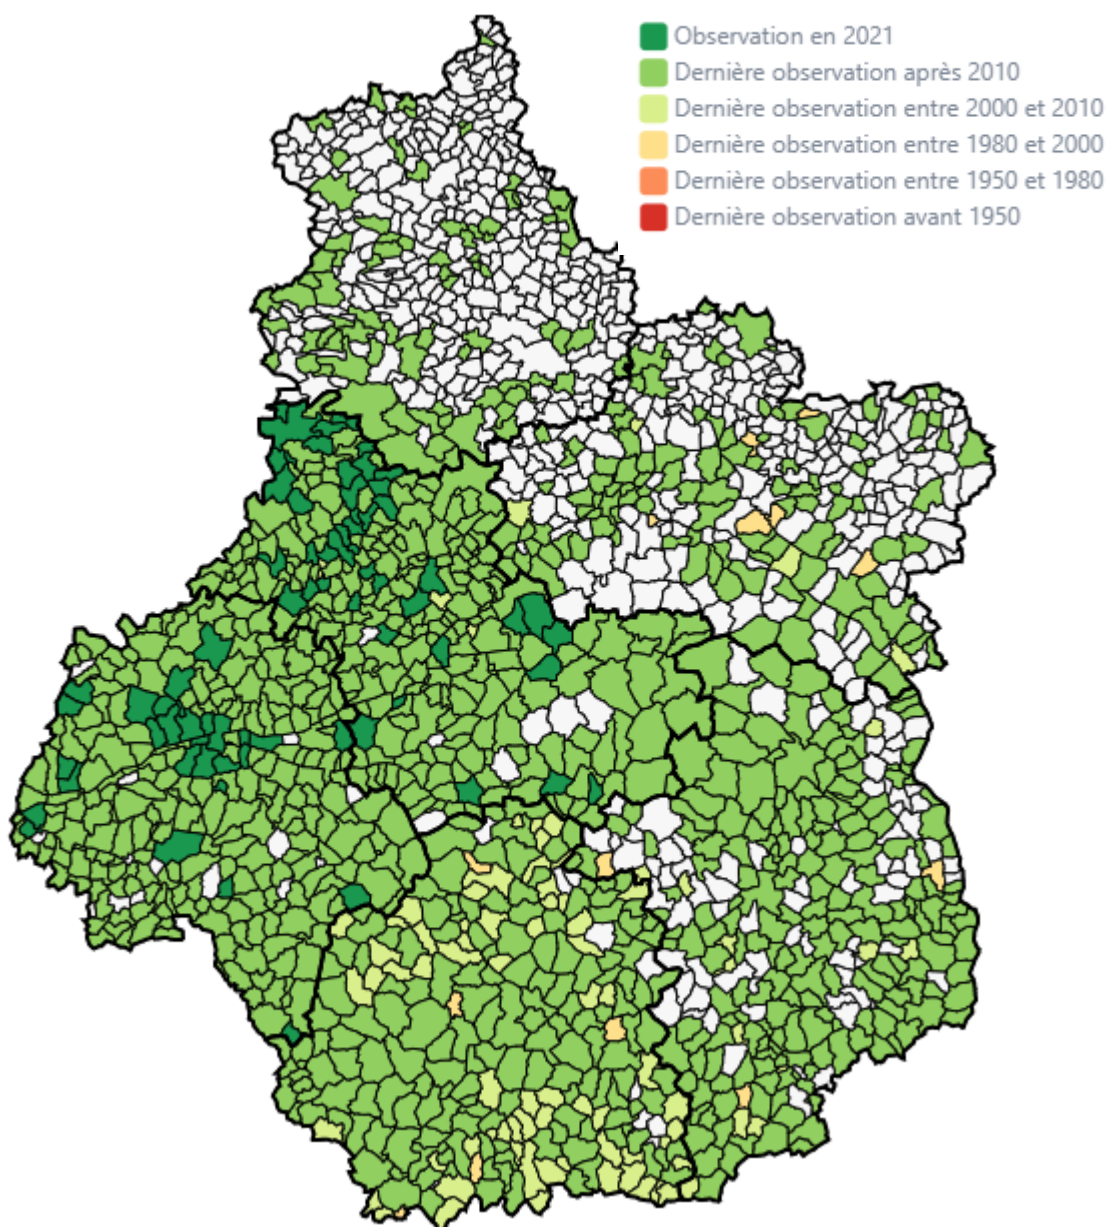 Observation en 2021
Dernière observation après 2010
Dernière observation entre 2000 et 2010
Dernière observation entre 1980 et 2000
Dernière observation entre 1950 et 1980
Dernière observation avant 1950